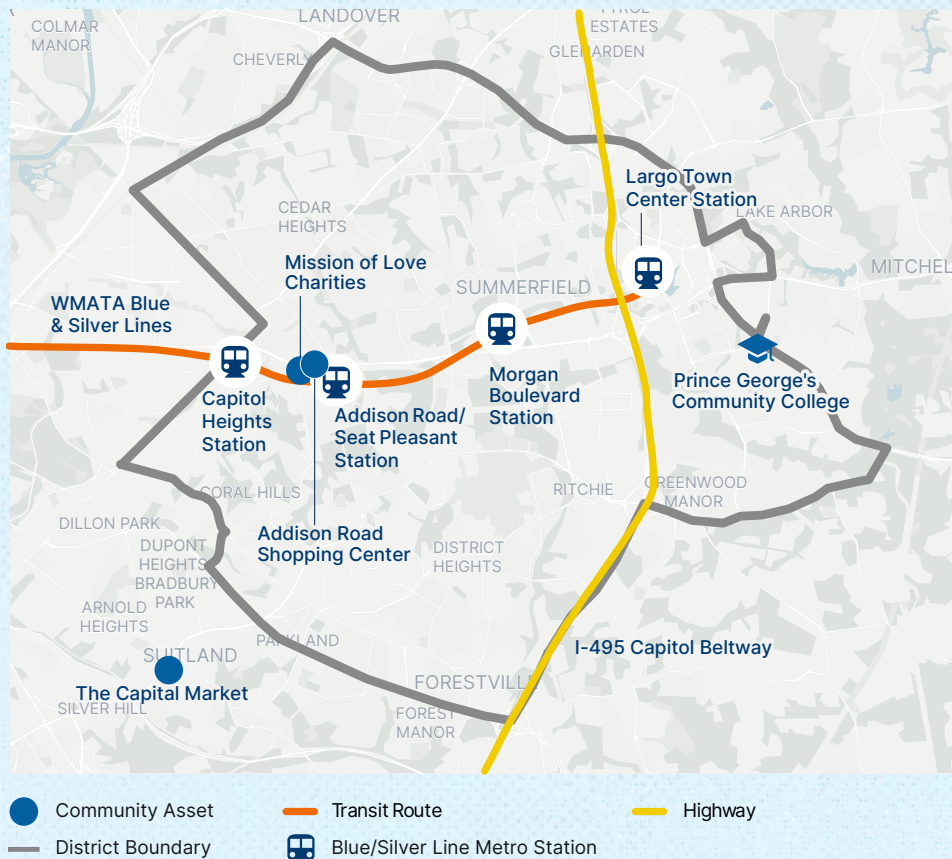 LANDOVER
COLMAR
MANOR
ESTATES
GLENARDEN
CHEVERLY
Largo Town
Center Station
CEDAR
HEIGHTS
LAKE ARBOR
Mission of Love
Charities
SUMMERFIELD
WMATA Blue
& Silver Lines
Capitol
Heights
Station
Addison Road/
Seat Pleasant
Station
Morgan
Boulevard
Station
Prince George's
Community College
CORAL HILLS
RITCHIE
GREENWOOD
MANOR
DILLON PARK
Addison Road
Shopping Center
DUPONT
HEIGHTS
BRADBURY
PARK
DISTRICT
HEIGHTS
ARNOLD
HEIGHTS
PARKLAND
SUITLAND
I-495 Capitol Beltway
The Capital Market
FORESTVILLE
SILVER HILL
FOREST
MANOR
Community Asset
Transit Route
Highway
District Boundary
Blue/Silver Line Metro Station